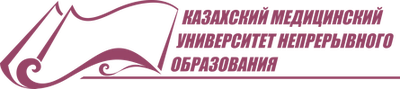 КАЗАХСКИЙ МЕДИЦИНСКИЙ
УНИВЕРСИТЕТ НЕПРЕРЫВНОГО
ОБРАЗОВАНИЯ